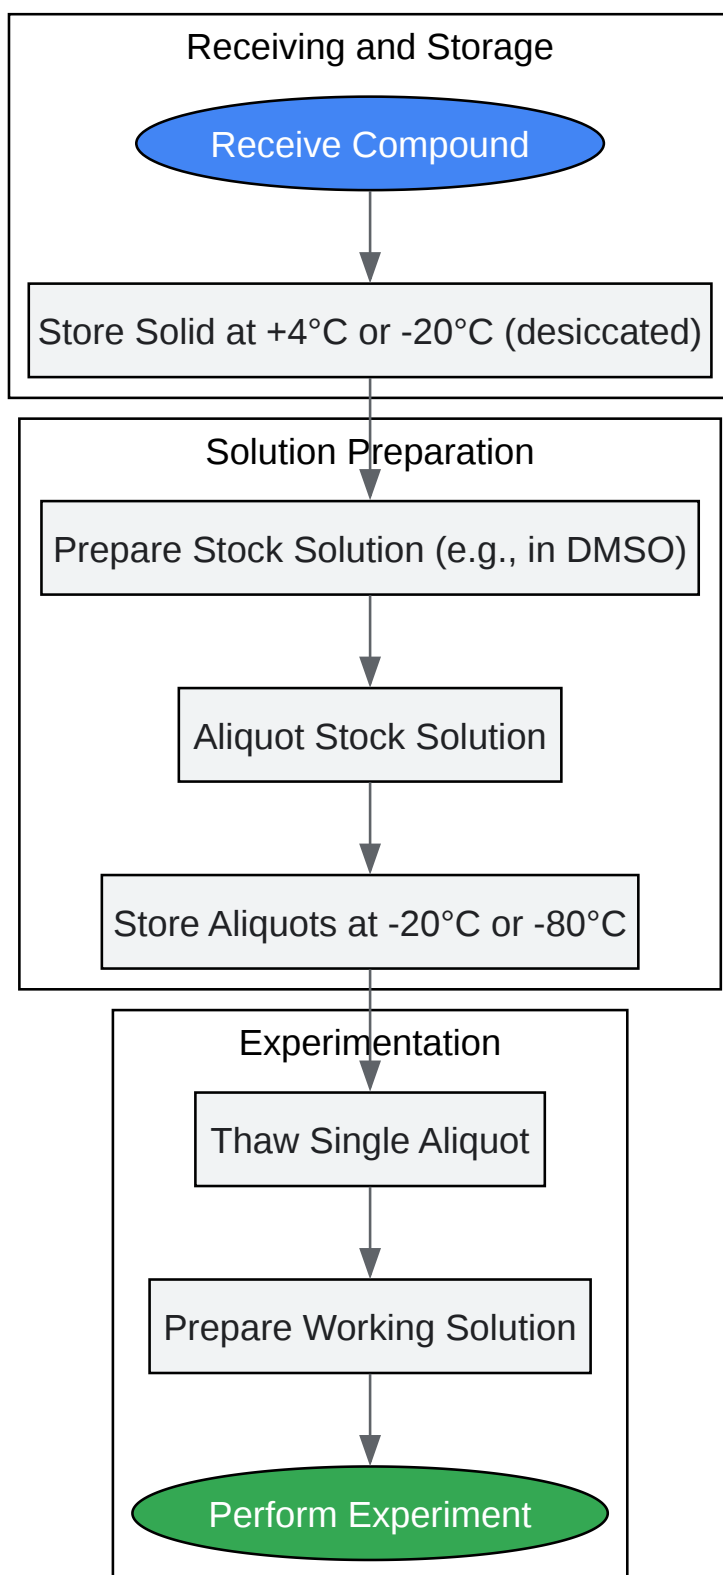 Receiving and Storage
Receive Compound
Store Solid at +4°C or -20°C (desiccated)
Solution Preparation
Prepare Stock Solution (e.g., in DMSO)
Aliquot Stock Solution
Store Aliquots at -20°C or -80°C
Experimentation
Thaw Single Aliquot
Prepare Working Solution
Perform Experiment